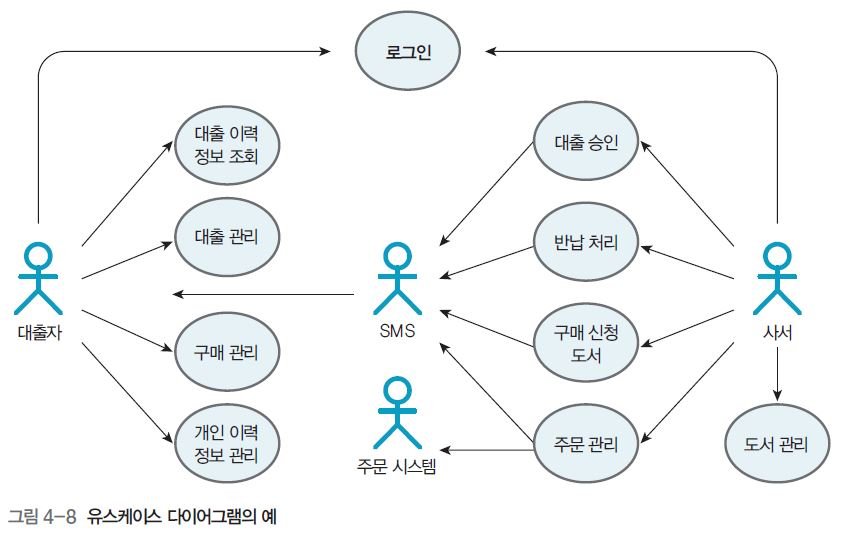 로그인
대출 이력
정보 조회
대출 승인
대출 관리
반납 처리
대출자
SMS
사서
구매 관리
구매 신청
도서
개인 이력
정보 관리
주문 시스템
주문 관리
도서 관리
그림 4-8 유스케이스 다이어그램의 예